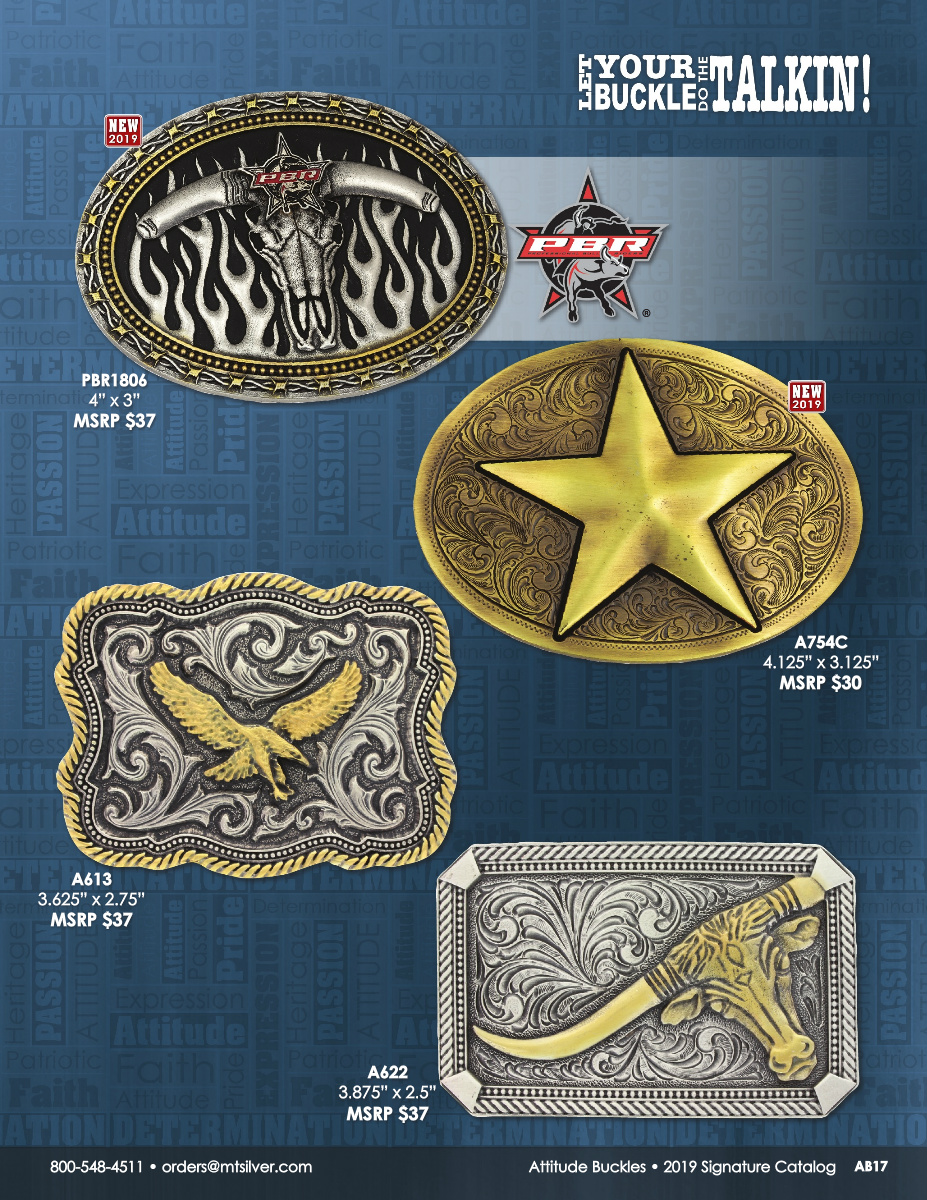 LET YOUR BUCKLE DO THE TALKIN!
NEW
2019
PBR
PBR
®
PBR1806
4” x 3”
MSRP $37
NEW
2019
A754C
4.125” x 3.125”
MSRP $30
A613
3.625” x 2.75”
MSRP $37
A622
3.875” x 2.5”
MSRP $37
800-548-4511 • orders@mtsilver.com
Attitude Buckles • 2019 Signature Catalog AB17